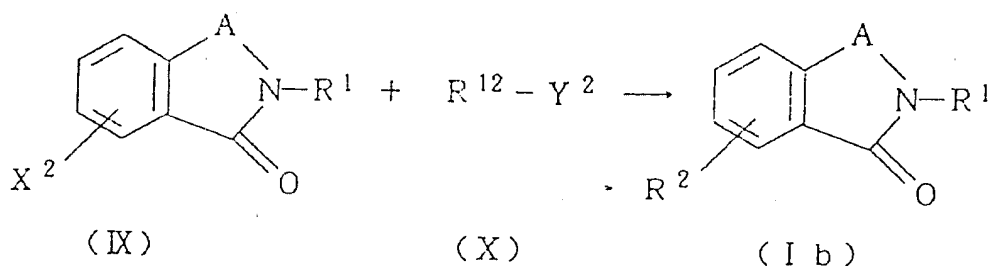 A A
N-R¹ + R¹² - Y² → N-R¹
X² O R² O
(IX) (X) (I b)